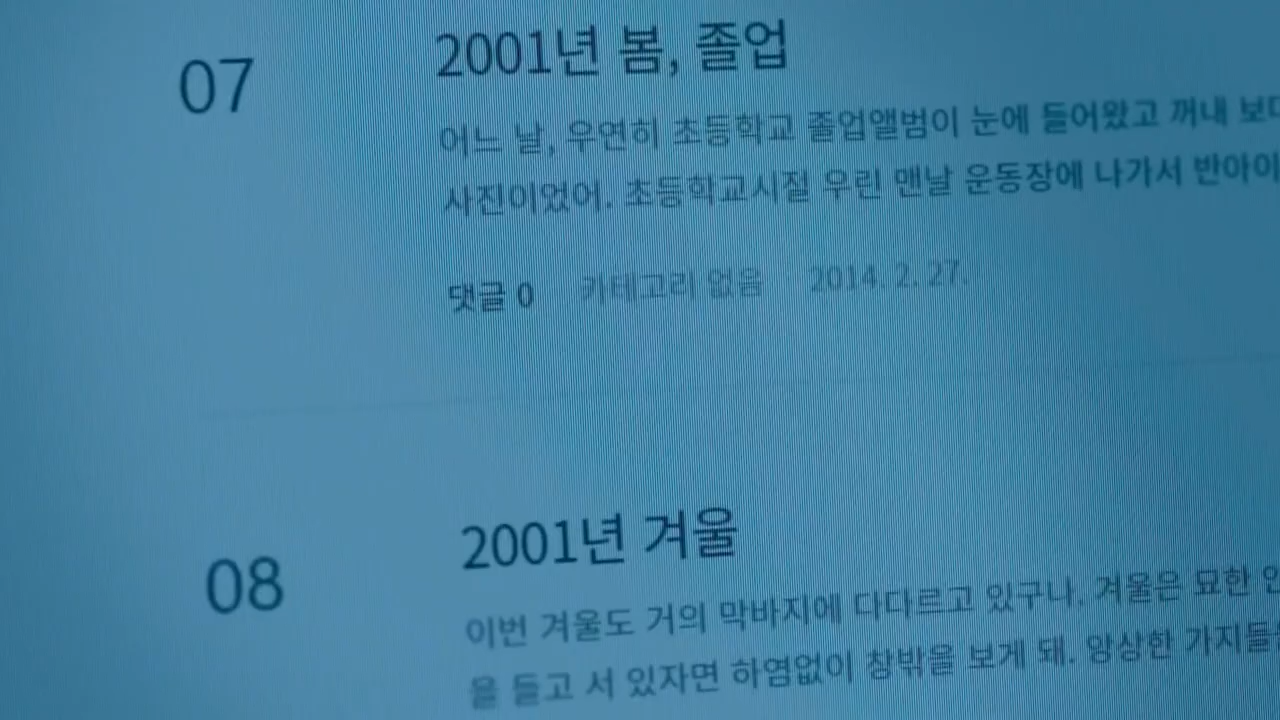 07
2001년 봄, 졸업
어느 날, 우연히 초등학교 졸업앨범이 눈에 들어왔고 꺼내
사진이었어. 초등학교시절 우린 맨날 운동장에 나가서 반아이
댓글 0 카테고리 없음 2014. 2. 27.
08
2001년 겨울
이번 겨울도 거의 막바지에 다다르고 있구나. 겨울은 묘한
을 들고 서 있자면 하염없이 창밖을 보게 돼. 앙상한 가지들